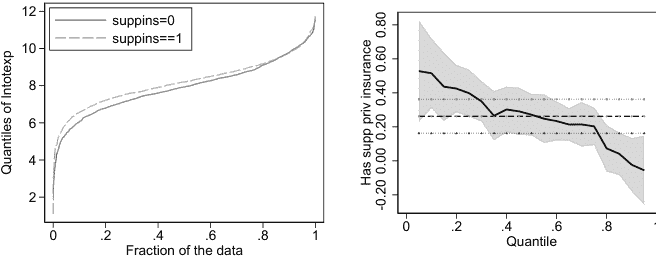 12
10
8
6
4
2
Quantiles of lntotexp
suppins=0
suppins==1
0 .2 .4 .6 .8 1
Fraction of the data
Has supp priv insurance
0.80
0.60
0.40
0.20
0.00
-0.20
0 .2 .4 .6 .8 1
Quantile